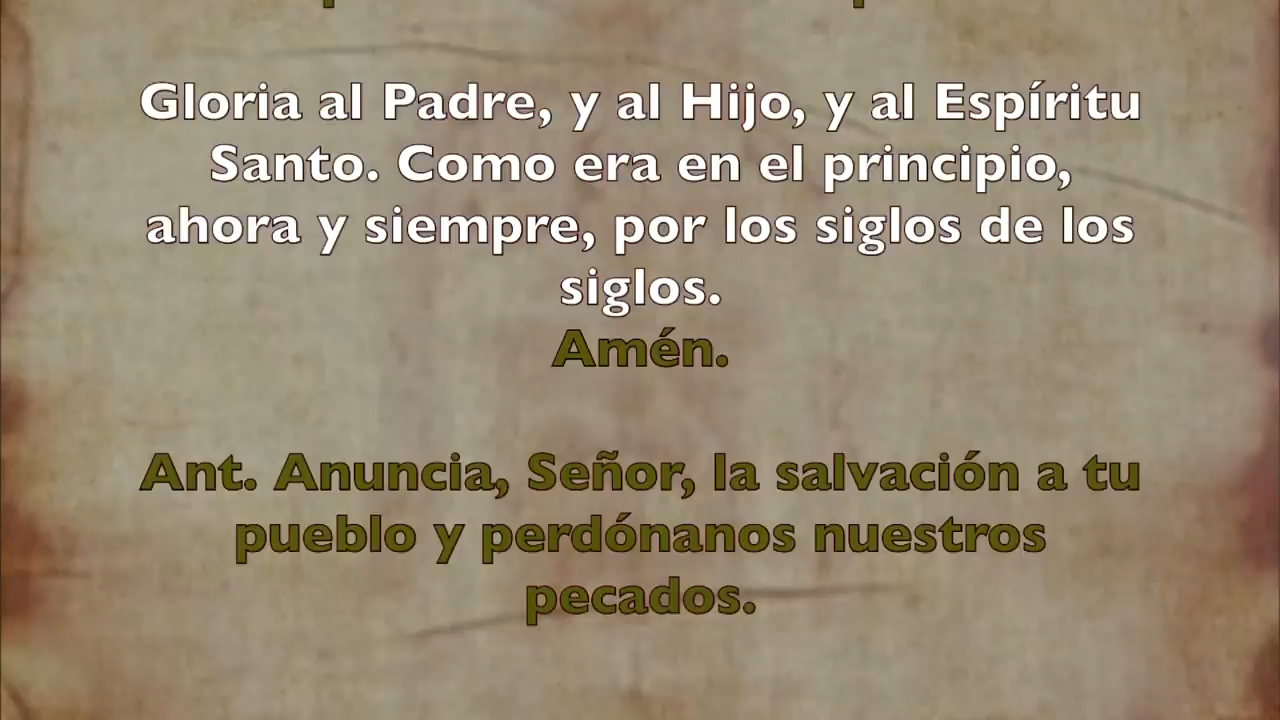 Gloria al Padre, y al Hijo, y al Espíritu
Santo. Como era en el principio,
ahora y siempre, por los siglos de los
siglos.
Amén.
Ant. Anuncia, Señor, la salvación a tu
pueblo y perdónanos nuestros
pecados.